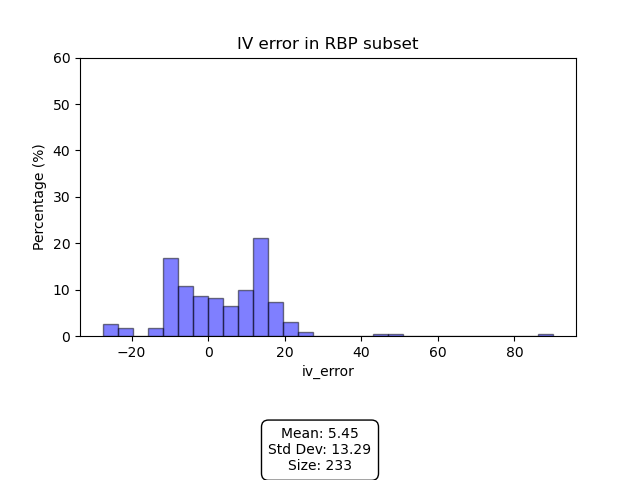 IV error in RBP subset
60
50
40
30
20
10
0
Percentage (%)
−20
0
20
40
60
80
iv_error
Mean: 5.45
Std Dev: 13.29
Size: 233